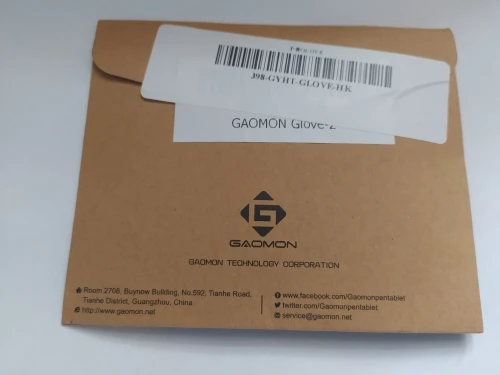 J98-GYHT-GLOVE-HK
GAOMON Glove-2
GAOMON
GAOMON TECHNOLOGY CORPORATION
Room 2708, Buynow Building, No.592, Tianhe Road,
Tianhe District, Guangzhou, China
http://www.gaomon.net
www.facebook.com/Gaomonpentablet
twitter.com/Gaomonpentablet
service@gaomon.net